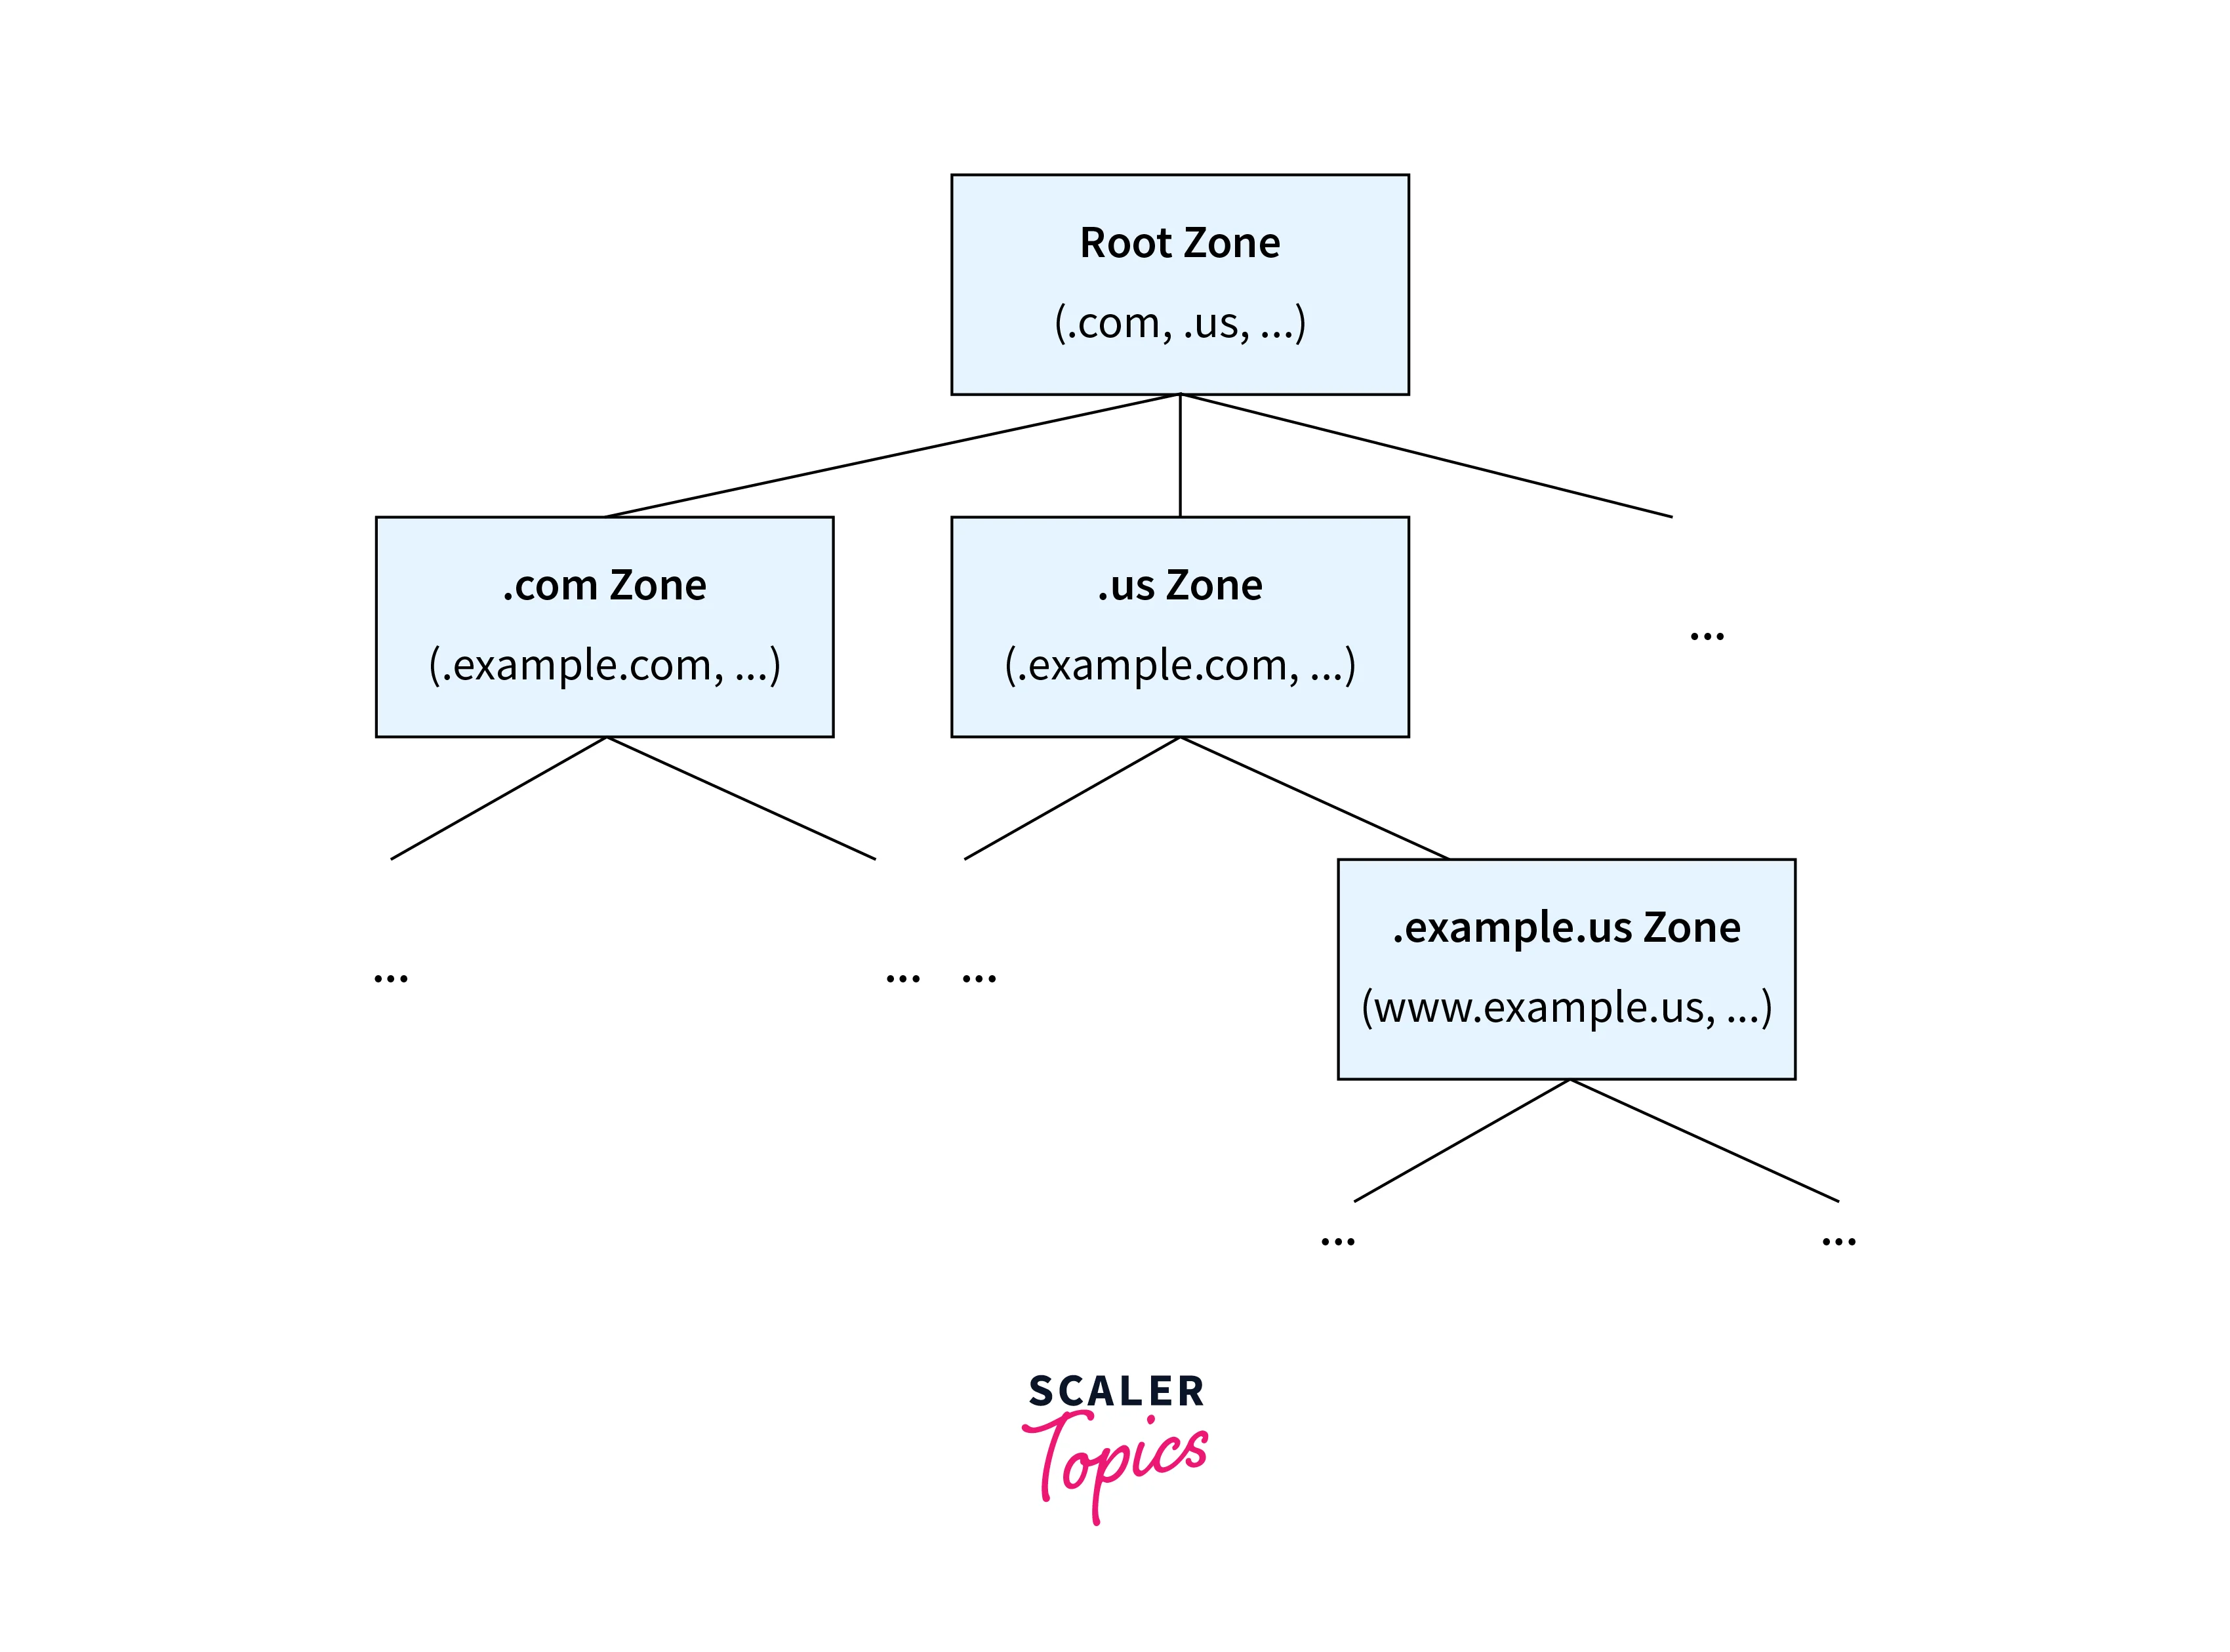 Root Zone
(.com, .us, ...)
.com Zone
(.example.com, ...)
.us Zone
(.example.com, ...)
...
.example.us Zone
(www.example.us, ...)
...
... ...
...
...
SCALER
Topics